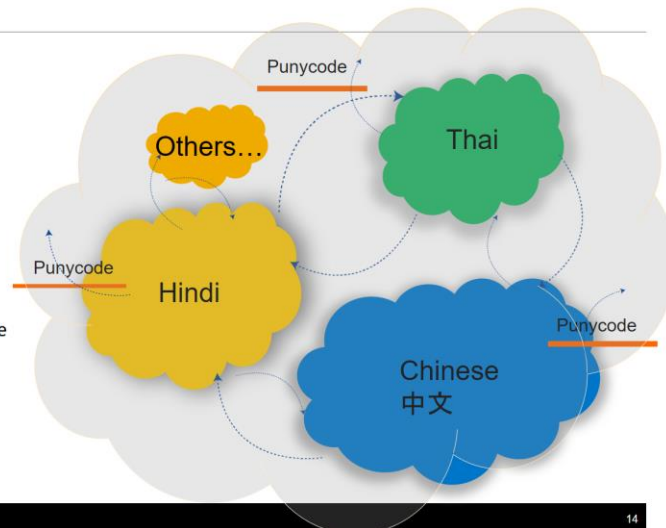 Punycode
Others…
Thai
Punycode
Hindi
e
Punycode
Chinese
中文
14